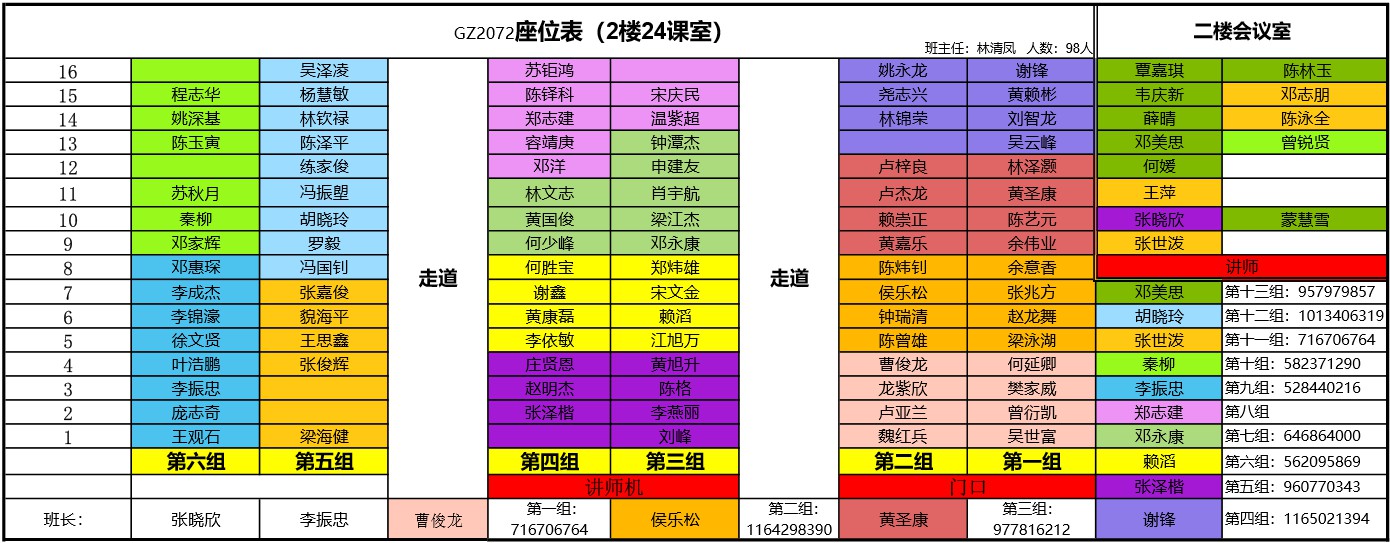 GZ2072座位表（2楼24课室） 二楼会议室
班主任：林清凤 人数：98人
16 吴泽凌 苏钜鸿 姚永龙 谢锋 覃嘉琪 陈林玉
15 程志华 杨慧敏 陈铎科 宋庆民 尧志兴 黄赖彬 韦庆新 邓志朋
14 姚深基 林钦禄 郑志建 温紫超 林锦荣 刘智龙 薛晴 陈泳全
13 陈玉寅 陈泽平 容靖庚 钟潭杰 吴云峰 邓美思 曾锐贤
12 练家俊 邓洋 申建友 卢梓良 林泽灏 何媛
11 苏秋月 冯振塱 林文志 肖宇航 卢杰龙 黄圣康 王萍
10 秦柳 胡晓玲 黄国俊 梁江杰 赖崇正 陈艺元 张晓欣 蒙慧雪
9 邓家辉 罗毅 何少峰 邓永康 黄嘉乐 余伟业 张世泼
8 邓惠琛 冯国钊 走道 何胜宝 郑炜雄 走道 陈炜钊 余意香 讲师
7 李成杰 张嘉俊 谢鑫 宋文金 侯乐松 张兆方 邓美思 第十三组：957979857
6 李锦濠 貌海平 黄康磊 赖滔 钟瑞清 赵龙舞 胡晓玲 第十二组：1013406319
5 徐文贤 王思鑫 李依敏 江旭万 陈曾雄 梁泳湖 张世泼 第十一组：716706764
4 叶浩鹏 张俊辉 庄贤恩 黄旭升 曹俊龙 何延卿 秦柳 第十组：582371290
3 李振忠 赵明杰 陈格 龙紫欣 樊家威 李振忠 第九组：528440216
2 庞志奇 张泽楷 李燕丽 卢亚兰 曾衍凯 郑志建 第八组
1 王观石 梁海健 刘峰 魏红兵 吴世富 邓永康 第七组：646864000
第六组 第五组 第四组 第三组 第二组 第一组 赖滔 第六组：562095869
讲师机 门口 张泽楷 第五组：960770343
班长： 张晓欣 李振忠 曹俊龙 第一组：716706764 侯乐松 第二组：1164298390 黄圣康 第三组：977816212 谢锋 第四组：1165021394